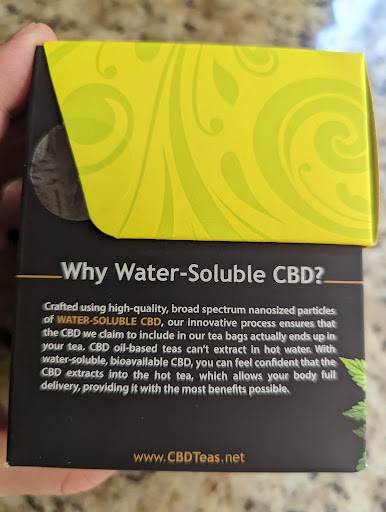 Why Water-Soluble CBD?
Crafted using high-quality, broad spectrum nanosized particles
of WATER-SOLUBLE CBD, our innovative process ensures that
the CBD we claim to include in our tea bags actually ends up in
your tea. CBD oil-based teas can't extract in hot water. With
water-soluble, bioavailable CBD, you can feel confident that the
CBD extracts into the hot tea, which allows your body full
delivery, providing it with the most benefits possible.
www.CBDTeas.net